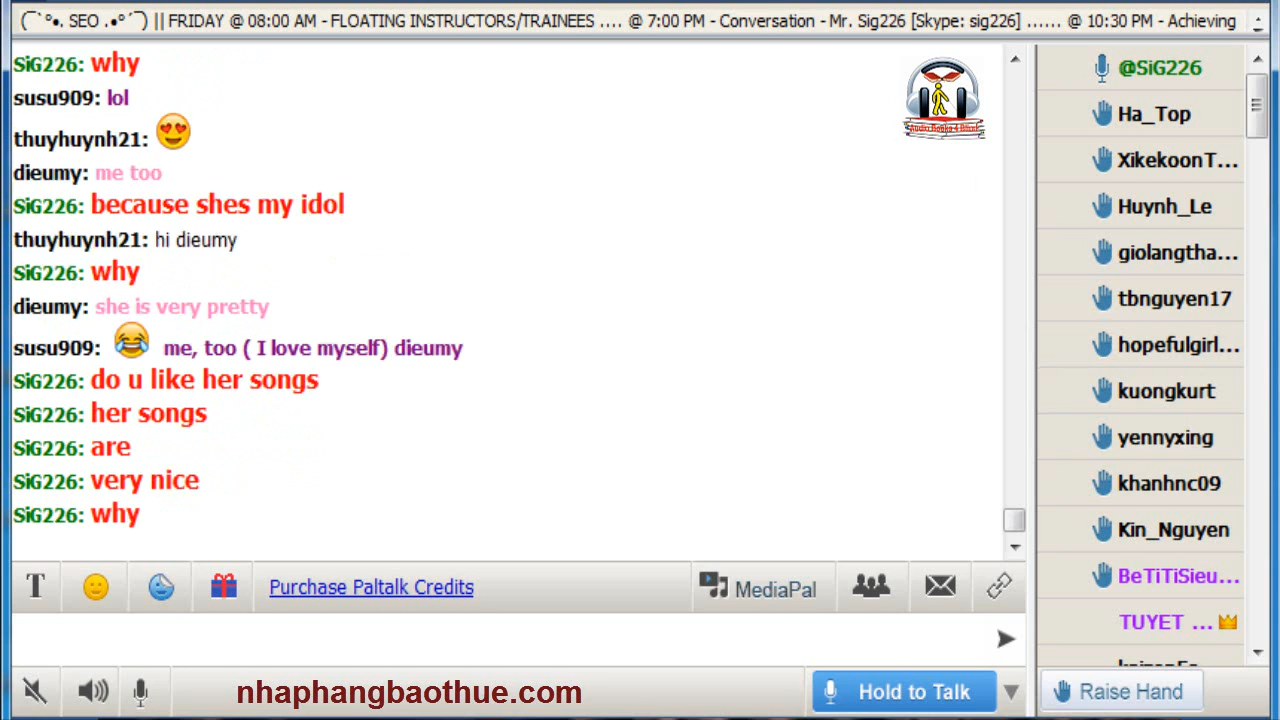 (¯`°•. SEO .•°´¯) || FRIDAY @ 08:00 AM - FLOATING INSTRUCTORS/TRAINEES .... @ 7:00 PM - Conversation - Mr. Sig226 [Skype: sig226] ...... @ 10:30 PM - Achieving
SiG226: why
susu909: lol
thuyhuynh21:
dieumy: me too
SiG226: because shes my idol
thuyhuynh21: hi dieumy
SiG226: why
dieumy: she is very pretty
susu909: me, too ( I love myself) dieumy
SiG226: do u like her songs
SiG226: her songs
SiG226: are
SiG226: very nice
SiG226: why
@SiG226
Ha_Top
XikekoonT...
Huynh_Le
giolangtha...
tbnguyen17
hopefulgirl...
kuongkurt
yennyxing
khanhnc09
Kin_Nguyen
BeTiTiSieu...
TUYET ...
T
Purchase Paltalk Credits
MediaPal
nhaphangbaothue.com
Hold to Talk
Raise Hand